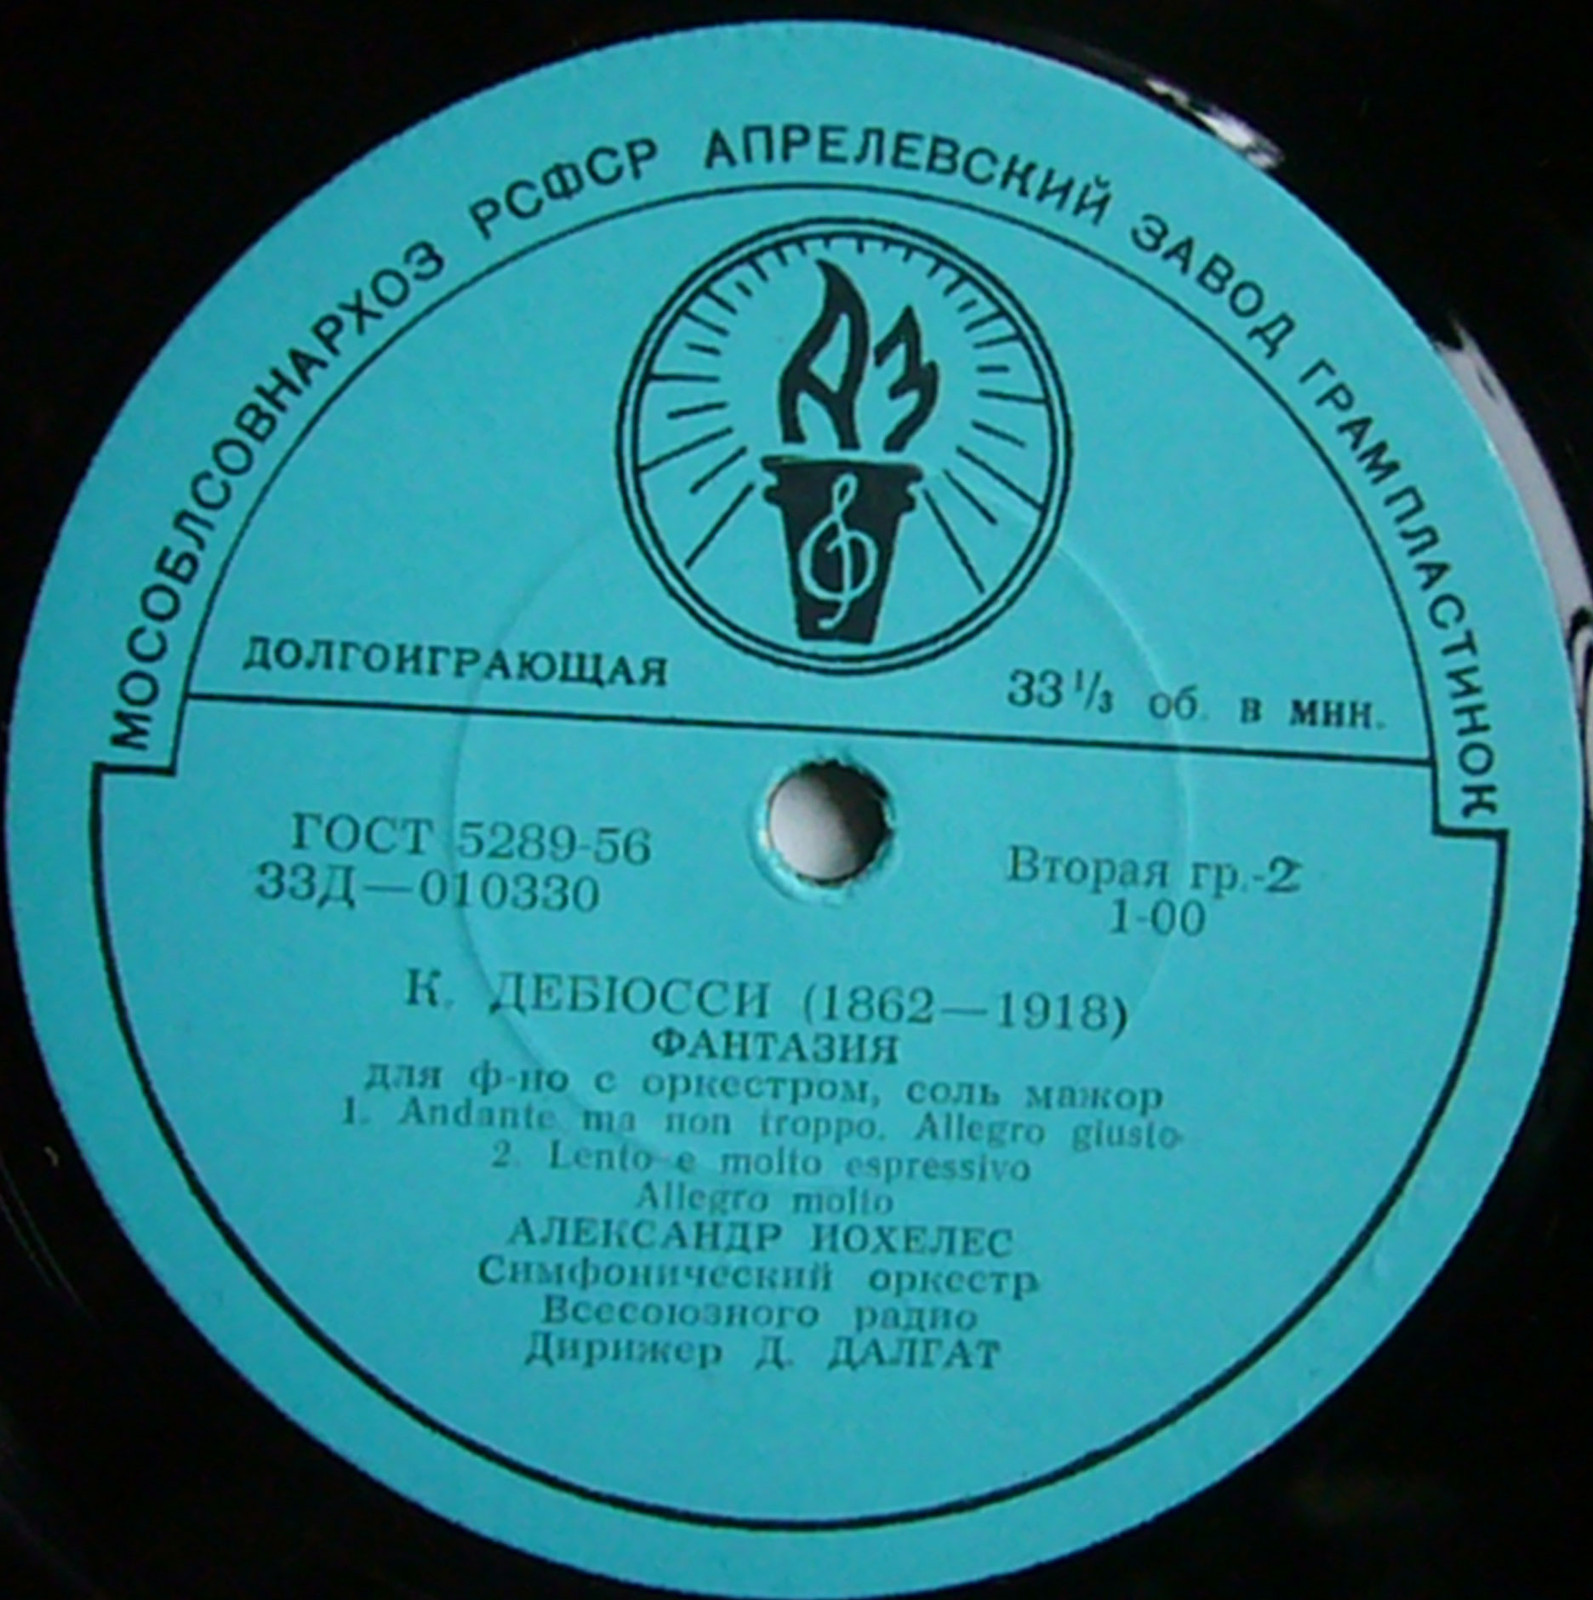 МОСОБЛСОВНАРХОЗ РСФСР АПРЕЛЕВСКИЙ ЗАВОД ГРАМПЛАСТИНОК
АЗ
ДОЛГОИГРАЮЩАЯ 33 1/3 об. в мин.
ГОСТ 5289-56 Вторая гр.-2
33Д—010330 1-00
К. ДЕБЮССИ (1862—1918)
ФАНТАЗИЯ
для ф-но с оркестром, соль мажор
1. Andante ma non troppo. Allegro giusto
2. Lento e molto espressivo
Allegro molto
АЛЕКСАНДР ИОХЕЛЕС
Симфонический оркестр
Всесоюзного радио
Дирижер Д. ДАЛГАТ